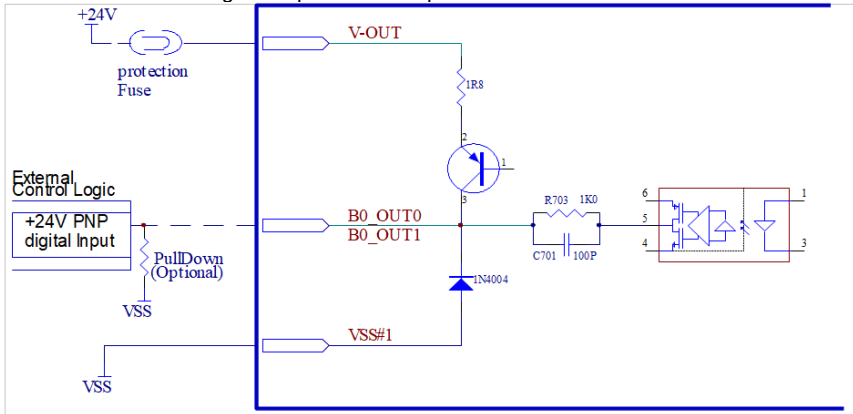 +24V
V-OUT
protection
Fuse
1R8
2
1
3
External
Control Logic
+24V PNP
digital Input
PullDown
(Optional)
VSS
B0_OUT0
B0_OUT1
R703
1K0
C701
100P
6
5
4
1
3
1N4004
VSS#1
VSS